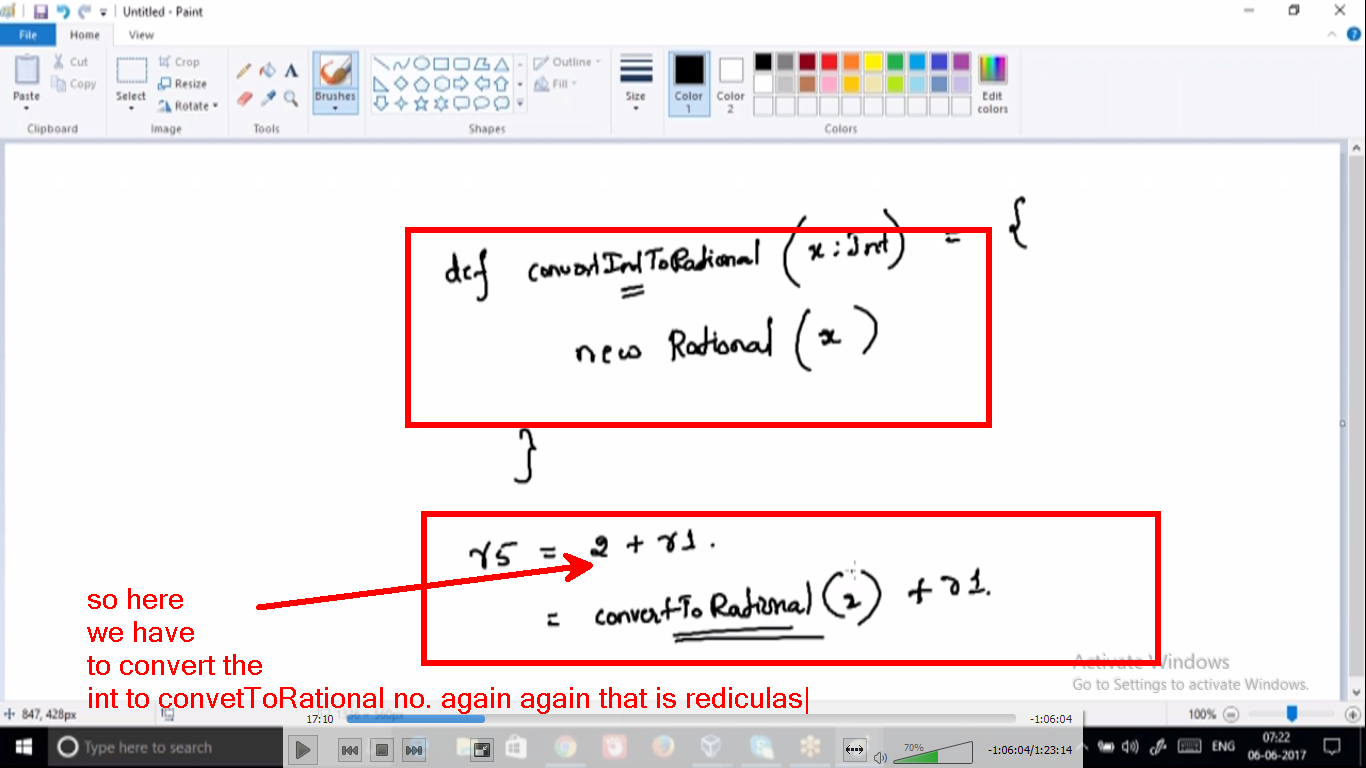 Untitled - Paint
File Home View
Paste Cut Copy Clipboard
Select Crop Resize Rotate Image
Tools
Brushes
Outline Fill Shapes
Size
Color 1 Color 2 Edit colors Colors
def convertIntToRational (x : Int) = {
new Rational (x)
}
r5 = 2 + r1.
= convertToRational (2) + r1.
so here
we have
to convert the
int to convetToRational no. again again that is rediculas
Activate Windows
Go to Settings to activate Windows.
847, 428px
100%
17:10 -1:06:04
Type here to search
70% -1:06:04/1:23:14
ENG
07:22
06-06-2017